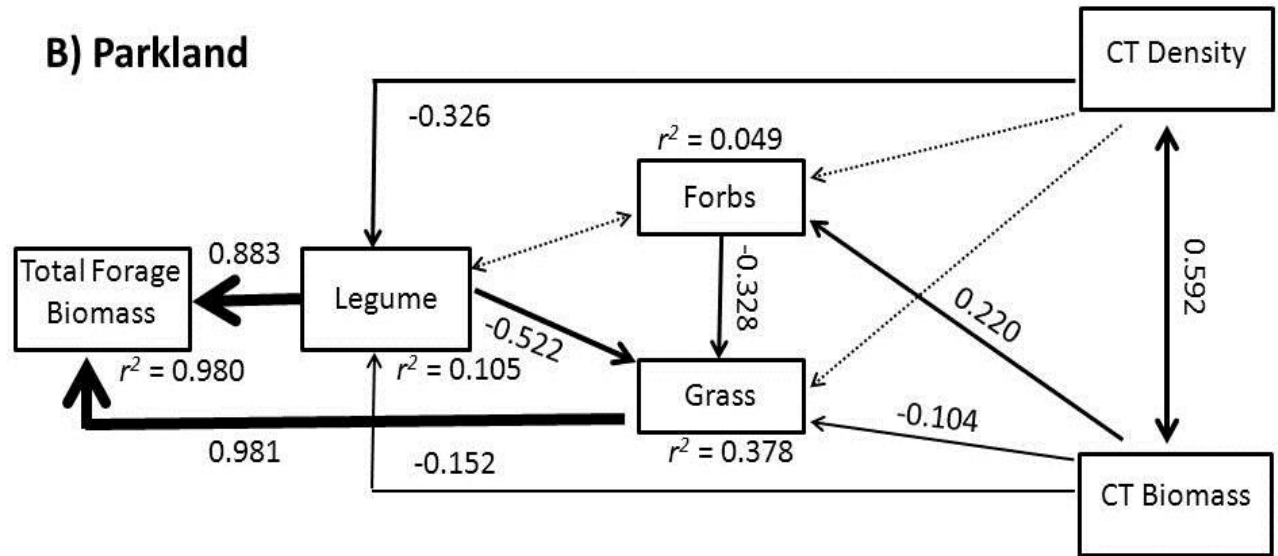 B) Parkland
CT Density
-0.326
r² = 0.049
Forbs
0.883
Total Forage
Biomass
Legume
-0.328
0.592
0.220
-0.522
r² = 0.980
r² = 0.105
Grass
-0.104
0.981
-0.152
r² = 0.378
CT Biomass